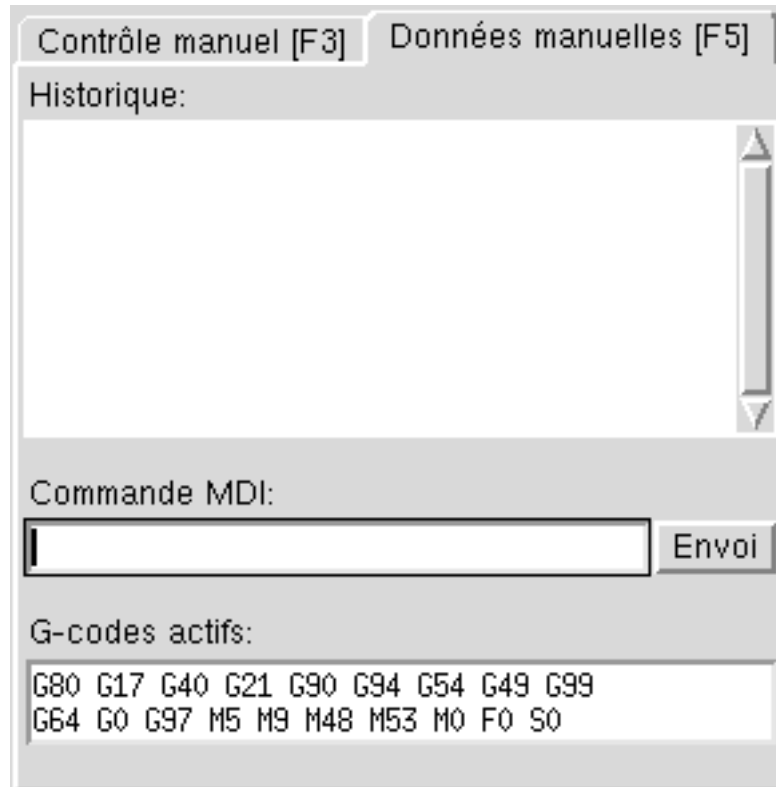 Contrôle manuel [F3] Données manuelles [F5]
Historique:
Commande MDI:
Envoi
G-codes actifs:
G80 G17 G40 G21 G90 G94 G54 G49 G99
G64 G0 G97 M5 M9 M48 M53 M0 F0 S0